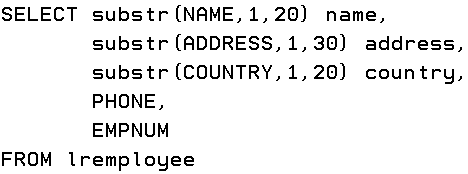 SELECT substr(NAME,1,20) name,
substr(ADDRESS,1,30) address,
substr(COUNTRY,1,20) country,
PHONE,
EMPNUM
FROM lremployee